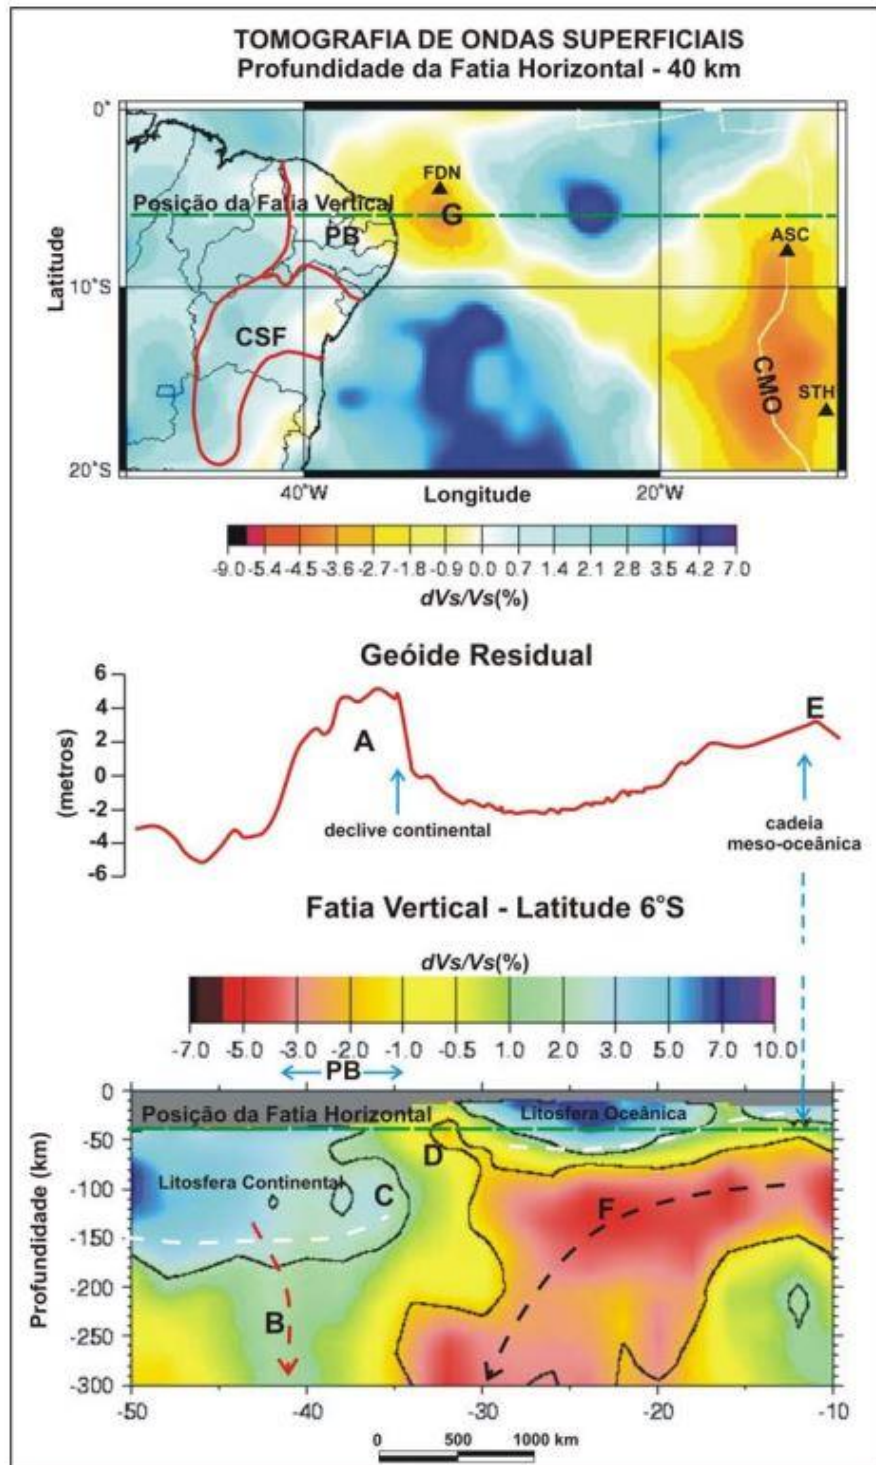 TOMOGRAFIA DE ONDAS SUPERFICIAIS
Profundidade da Fatia Horizontal - 40 km
0°
FDN
Posição da Fatia Vertical
G
PB
ASC
Latitude
10°S
CSF
CMO
STH
20°S
40°W
Longitude
20°W
-9.0 -5.4 -4.5 -3.6 -2.7 -1.8 -0.9 0.0 0.7 1.4 2.1 2.8 3.5 4.2 7.0
dVs/Vs(%)
Geóide Residual
6
4
2
0
-2
-4
-6
(metros)
A
E
declive continental
cadeia
meso-oceânica
Fatia Vertical - Latitude 6°S
dVs/Vs(%)
-7.0 -5.0 -3.0 -2.0 -1.0 -0.5 1.0 2.0 3.0 5.0 7.0 10.0
PB
0
-50
-100
-150
-200
-250
-300
Profundidade (km)
Posição da Fatia Horizontal
Litosfera Oceânica
D
Litosfera Continental
C
F
B
-50 -40 -30 -20 -10
0 500 1000 km